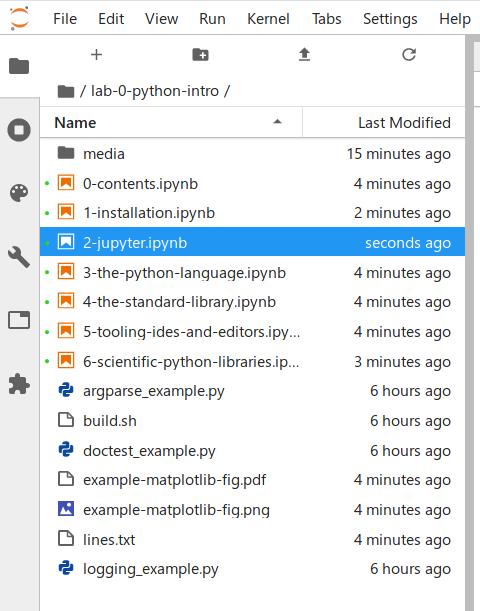 File Edit View Run Kernel Tabs Settings Help
/ lab-0-python-intro /
Name Last Modified
media 15 minutes ago
0-contents.ipynb 4 minutes ago
1-installation.ipynb 2 minutes ago
2-jupyter.ipynb seconds ago
3-the-python-language.ipynb 4 minutes ago
4-the-standard-library.ipynb 4 minutes ago
5-tooling-ides-and-editors.ipy... 4 minutes ago
6-scientific-python-libraries.ip... 3 minutes ago
argparse_example.py 6 hours ago
build.sh 6 hours ago
doctest_example.py 6 hours ago
example-matplotlib-fig.pdf 4 minutes ago
example-matplotlib-fig.png 4 minutes ago
lines.txt 4 minutes ago
logging_example.py 6 hours ago